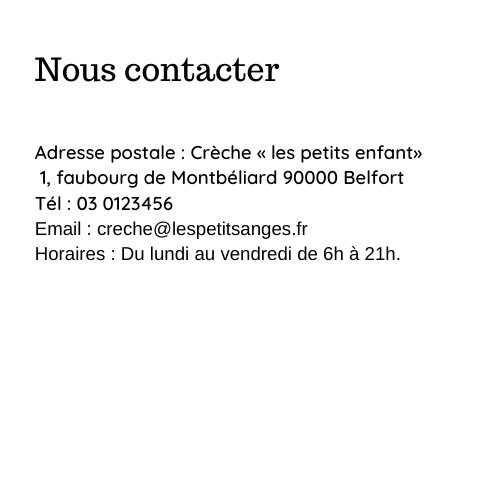 Nous contacter
Adresse postale : Crèche « les petits enfant»
1, faubourg de Montbéliard 90000 Belfort
Tél : 03 0123456
Email : creche@lespetitsanges.fr
Horaires : Du lundi au vendredi de 6h à 21h.